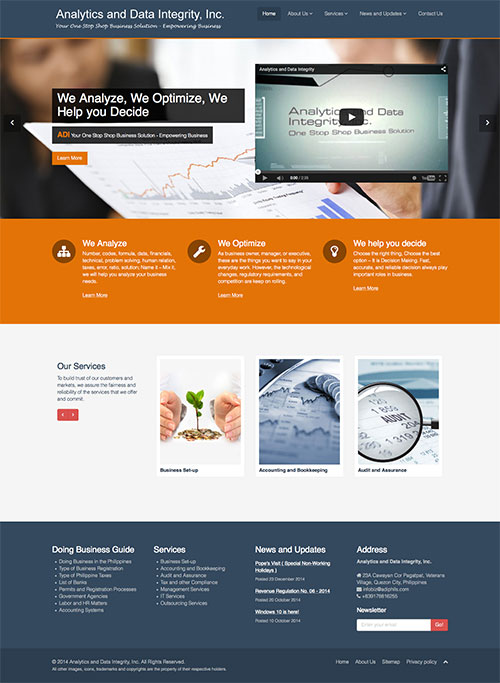 Analytics and Data Integrity, Inc.
Your One Stop Shop Business Solution - Empowering Business
Home
About Us
Services
News and Updates
Contact Us
We Analyze, We Optimize, We
Help you Decide
ADI Your One Stop Shop Business Solution - Empowering Business
Learn More
Analytics and Data Integrity
Analytics and Data
Integrity Inc.
One Stop Shop Business Solution
YouTube
We Analyze
Number, codes, formula, data, financials,
technical, problem solving, human relation,
taxes, error, ratio, solution; Name it - Mix it,
we will help you analyze your business
needs.
Learn More
We Optimize
As business owner, manager, or executive,
these are the things you want to say in your
everyday work. However, the technological
changes, regulatory requirements, and
competition are keep on rolling.
Learn More
We help you decide
Choose the right thing, Choose the best
option – It is Decision Making. Fast,
accurate, and reliable decision always play
important roles in business.
Learn More
Our Services
To build trust of our customers and
markets, we assure the fairness and
reliability of the services that we offer
and commit.
Business Set-up
Accounting and Bookkeeping
AUDIT
Audit and Assurance
Doing Business Guide
Doing Business in the Philippines
Type of Business Registration
Type of Philippine Taxes
List of Banks
Permits and Registration Processes
Government Agencies
Labor and HR Matters
Accounting Systems
Services
Business Set-up
Accounting and Bookkeeping
Audit and Assurance
Tax and other Compliance
Management Services
IT Services
Outsourcing Services
News and Updates
Pope's Visit ( Special Non-Working
Holidays )
Posted 23 December 2014
Revenue Regulation No. 06 - 2014
Posted 20 October 2014
Windows 10 is here!
Posted 10 October 2014
Address
Analytics and Data Integrity, Inc.
23A Cawayan Cor Pagatpat, Veterans
Village, Quezon City, Philippines
Newsletter
Enter your email
Go!
© 2014 Analytics and Data Integrity, Inc. All Rights Reserved.
All other images, icons, trademarks and copyrights are the property of their respective holders.
Home
About Us
Sitemap
Privacy policy